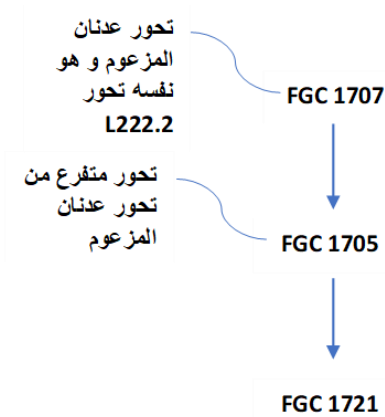 تحور عدنان
المزعوم و هو
نفسه تحور
L222.2
FGC 1707
تحور متفرع من
تحور عدنان
المزعوم
FGC 1705
FGC 1721